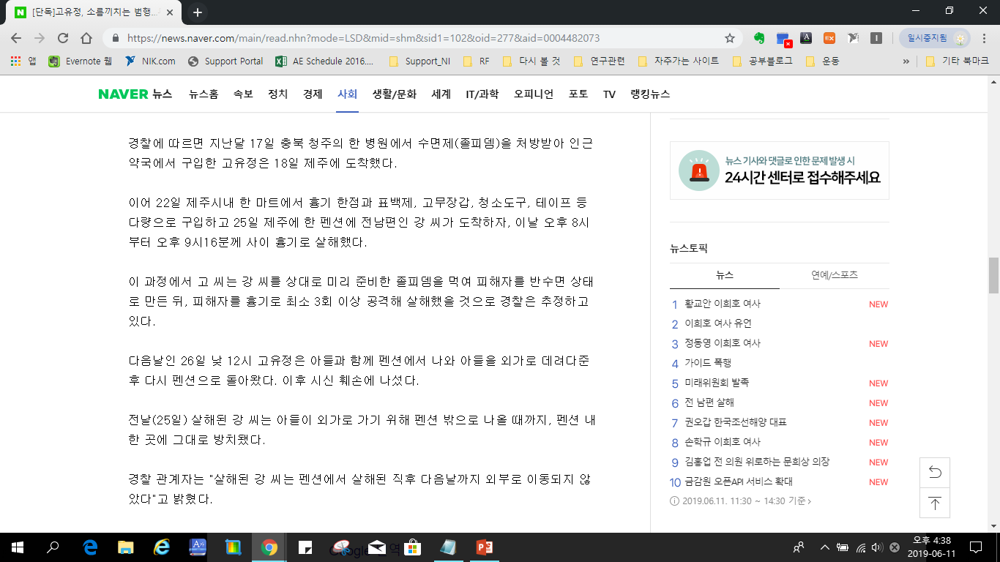 [단독]고유정, 소름끼치는 범행...
https://news.naver.com/main/read.nhn?mode=LSD&mid=shm&sid1=102&oid=277&aid=0004482073
일시중지됨
앱 Evernote 웹 NIK.com Support Portal AE Schedule 2016.... Support_NI RF 다시 볼 것 연구관련 자주가는 사이트 공부블로그 운동 » 기타 북마크
NAVER 뉴스 뉴스홈 속보 정치 경제 사회 생활/문화 세계 IT/과학 오피니언 포토 TV 랭킹뉴스
경찰에 따르면 지난달 17일 충북 청주의 한 병원에서 수면제(졸피뎀)을 처방받아 인근
약국에서 구입한 고유정은 18일 제주에 도착했다.
이어 22일 제주시내 한 마트에서 흉기 한점과 표백제, 고무장갑, 청소도구, 테이프 등
다량으로 구입하고 25일 제주에 한 펜션에 전남편인 강 씨가 도착하자, 이날 오후 8시
부터 오후 9시16분께 사이 흉기로 살해했다.
이 과정에서 고 씨는 강 씨를 상대로 미리 준비한 졸피뎀을 먹여 피해자를 반수면 상태
로 만든 뒤, 피해자를 흉기로 최소 3회 이상 공격해 살해했을 것으로 경찰은 추정하고
있다.
다음날인 26일 낮 12시 고유정은 아들과 함께 펜션에서 나와 아들을 외가로 데려다준
후 다시 펜션으로 돌아왔다. 이후 시신 훼손에 나섰다.
전날(25일) 살해된 강 씨는 아들이 외가로 가기 위해 펜션 밖으로 나올 때까지, 펜션 내
한 곳에 그대로 방치됐다.
경찰 관계자는 "살해된 강 씨는 펜션에서 살해된 직후 다음날까지 외부로 이동되지 않
았다"고 밝혔다.
뉴스 기사와 댓글로 인한 문제 발생 시
24시간 센터로 접수해주세요
뉴스토픽
뉴스 연예/스포츠
1 황교안 이희호 여사 NEW
2 이희호 여사 유언
3 정동영 이희호 여사 NEW
4 가이드 폭행
5 미래위원회 발족 NEW
6 전 남편 살해 NEW
7 권오갑 한국조선해양 대표 NEW
8 손학규 이희호 여사 NEW
9 김홍업 전 의원 위로하는 문희상 의장 NEW
10 금감원 오픈API 서비스 확대 NEW
2019.06.11. 11:30 ~ 14:30 기준
오후 4:38
2019-06-11